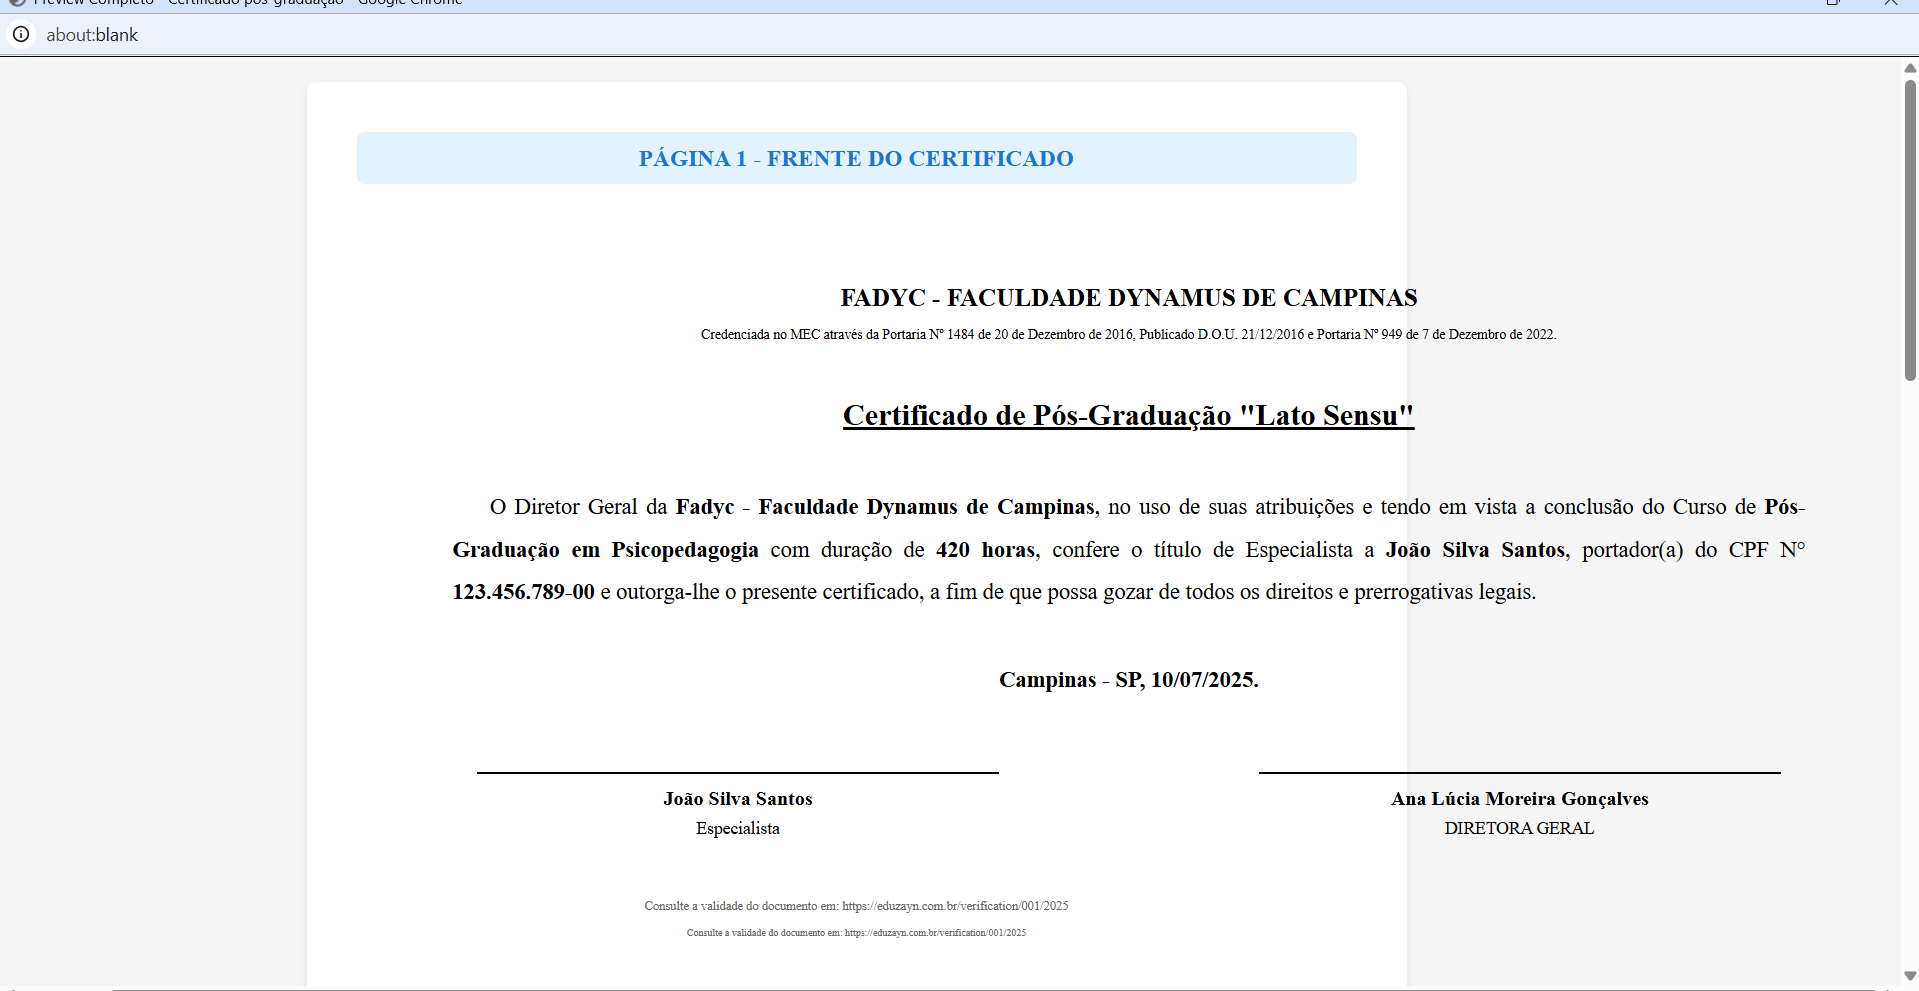 Preview Completo - Certificado pós-graduação - Google Chrome
about:blank
PÁGINA 1 - FRENTE DO CERTIFICADO
FADYC - FACULDADE DYNAMUS DE CAMPINAS
Credenciada no MEC através da Portaria Nº 1484 de 20 de Dezembro de 2016, Publicado D.O.U. 21/12/2016 e Portaria Nº 949 de 7 de Dezembro de 2022.
Certificado de Pós-Graduação "Lato Sensu"
O Diretor Geral da Fadyc - Faculdade Dynamus de Campinas, no uso de suas atribuições e tendo em vista a conclusão do Curso de Pós-
Graduação em Psicopedagogia com duração de 420 horas, confere o título de Especialista a João Silva Santos, portador(a) do CPF N°
123.456.789-00 e outorga-lhe o presente certificado, a fim de que possa gozar de todos os direitos e prerrogativas legais.
Campinas - SP, 10/07/2025.
João Silva Santos
Especialista
Ana Lúcia Moreira Gonçalves
DIRETORA GERAL
Consulte a validade do documento em: https://eduzayn.com.br/verification/001/2025
Consulte a validade do documento em: https://eduzayn.com.br/verification/001/2025